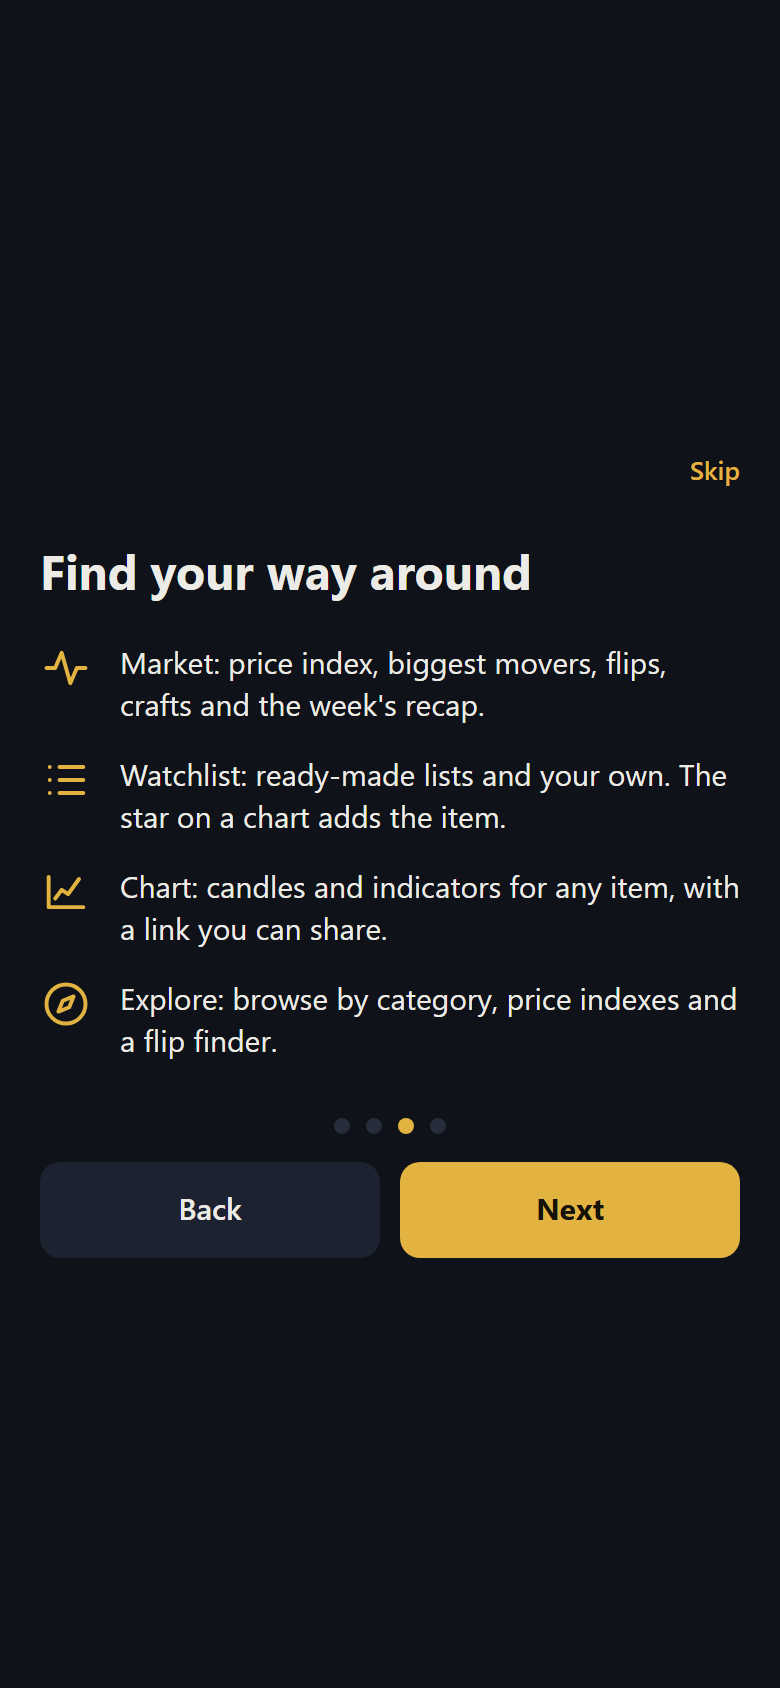 Skip
Find your way around
Market: price index, biggest movers, flips,
crafts and the week's recap.
Watchlist: ready-made lists and your own. The
star on a chart adds the item.
Chart: candles and indicators for any item, with
a link you can share.
Explore: browse by category, price indexes and
a flip finder.
Back
Next